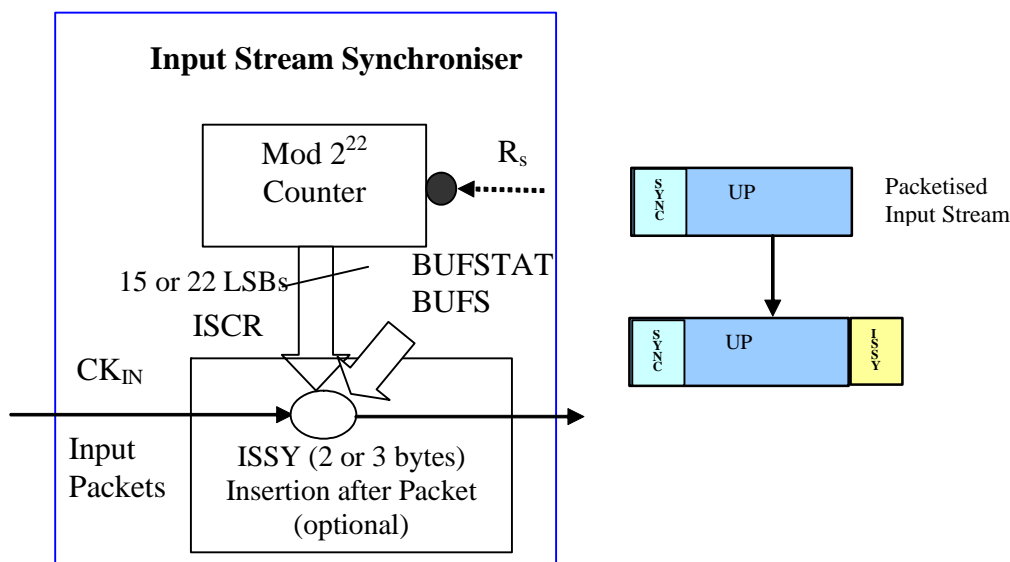 Input Stream Synchroniser
Mod 2²² Counter
Rₛ
15 or 22 LSBs
ISCR
BUFSTAT
BUFS
CK_IN
Input
Packets
ISSY (2 or 3 bytes)
Insertion after Packet
(optional)
SYNC
UP
Packetised
Input Stream
SYNC
UP
ISSY